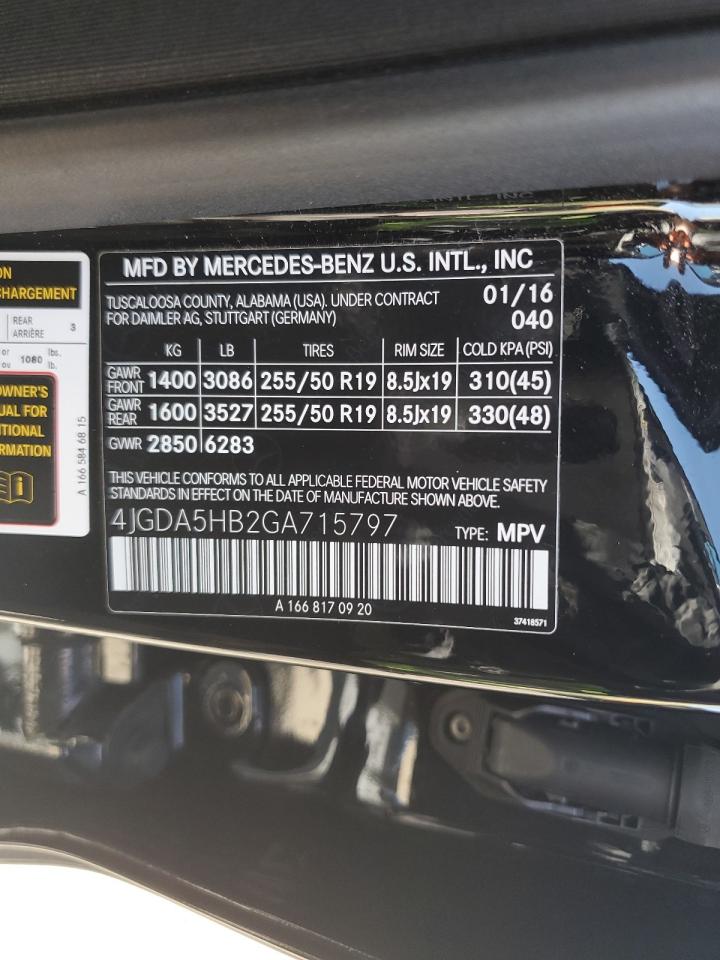 ON
CHARGEMENT
REAR
ARRIÈRE
3
or
ou
1080
lbs.
lb.
OWNER'S
UAL FOR
ITIONAL
ORMATION
A 166 584 68 15
MFD BY MERCEDES-BENZ U.S. INTL., INC
TUSCALOOSA COUNTY, ALABAMA (USA). UNDER CONTRACT 01/16
FOR DAIMLER AG, STUTTGART (GERMANY) 040
KG LB TIRES RIM SIZE COLD KPA (PSI)
GAWR FRONT 1400 3086 255/50 R19 8.5Jx19 310(45)
GAWR REAR 1600 3527 255/50 R19 8.5Jx19 330(48)
GVWR 2850 6283
THIS VEHICLE CONFORMS TO ALL APPLICABLE FEDERAL MOTOR VEHICLE SAFETY
STANDARDS IN EFFECT ON THE DATE OF MANUFACTURE SHOWN ABOVE.
4JGDA5HB2GA715797 TYPE: MPV
A 166 817 09 20
37418571